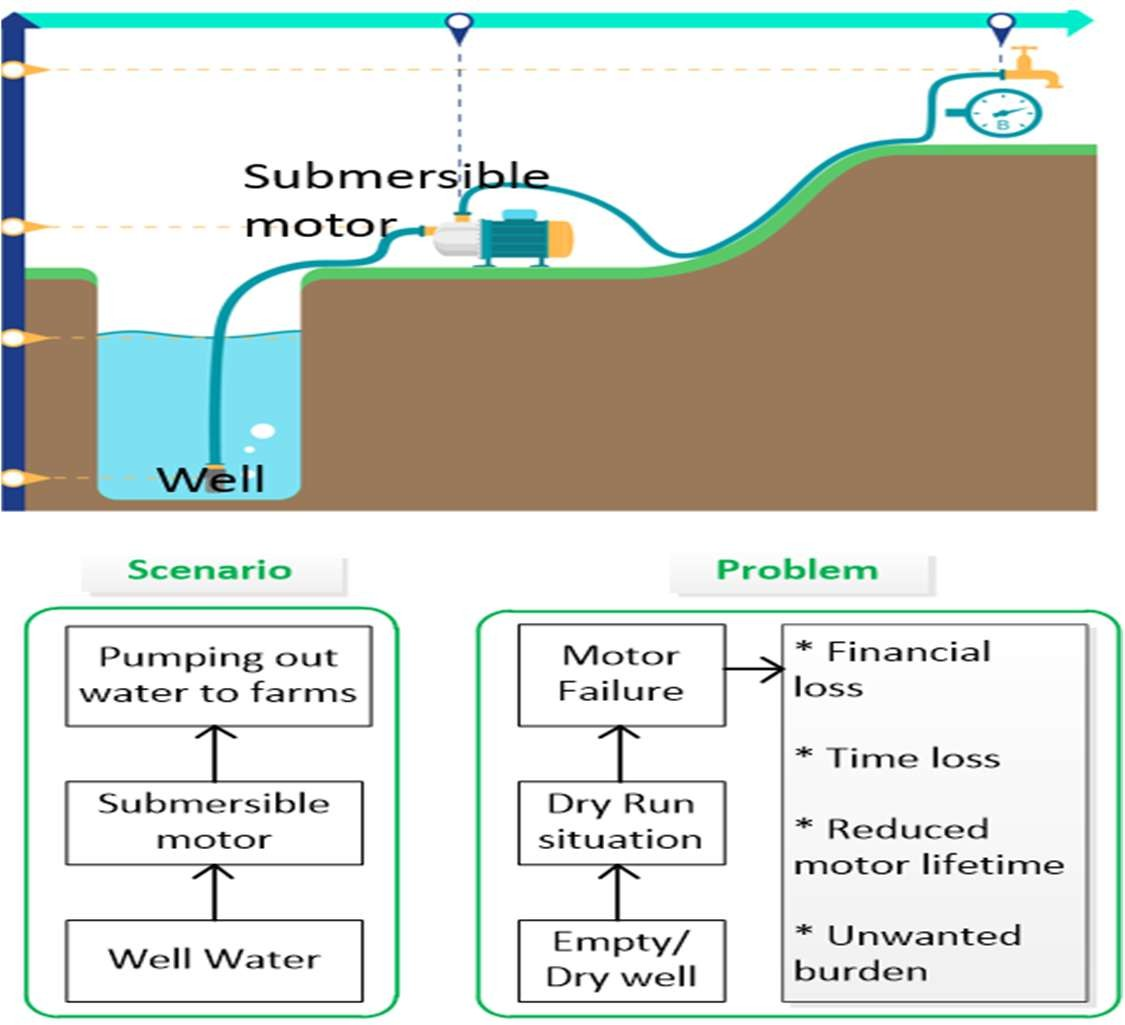 Submersible
motor
B
Well
Scenario
Pumping out
water to farms
Submersible
motor
Well Water
Problem
Motor
Failure
Dry Run
situation
Empty/
Dry well
* Financial
loss
* Time loss
* Reduced
motor lifetime
* Unwanted
burden